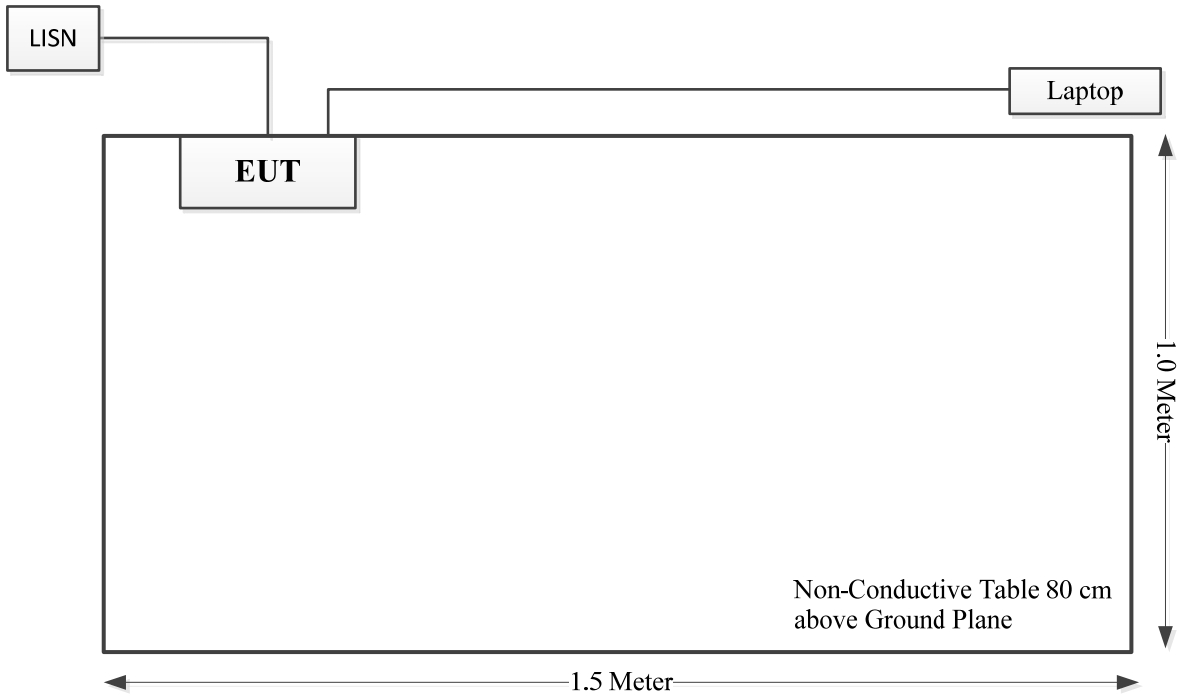 LISN
Laptop
EUT
1.0 Meter
Non-Conductive Table 80 cm
above Ground Plane
1.5 Meter